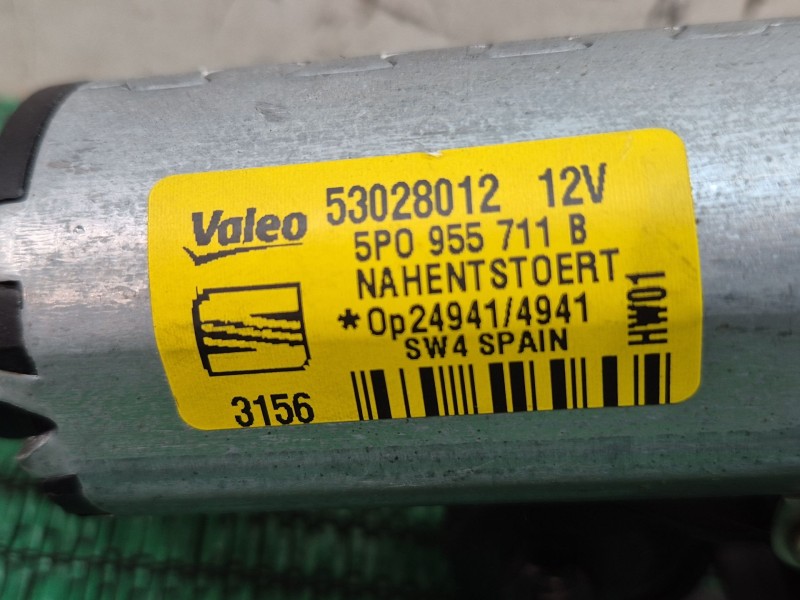 Valeo 53028012 12V
5P0 955 711 B
NAHENTSTOERT
*Op24941/4941
SW4 SPAIN
HW01
3156